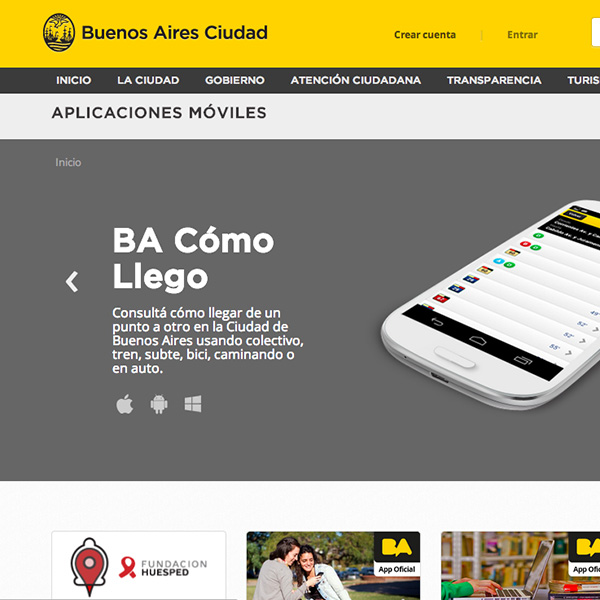 Buenos Aires Ciudad
Crear cuenta | Entrar
INICIO LA CIUDAD GOBIERNO ATENCIÓN CIUDADANA TRANSPARENCIA TURIS
APLICACIONES MÓVILES
Inicio
BA Cómo
Llego
Consultá cómo llegar de un
punto a otro en la Ciudad de
Buenos Aires usando colectivo,
tren, subte, bici, caminando o
en auto.
52'
55'
FUNDACION
HUESPED
BA
App Oficial
BA
App Oficial